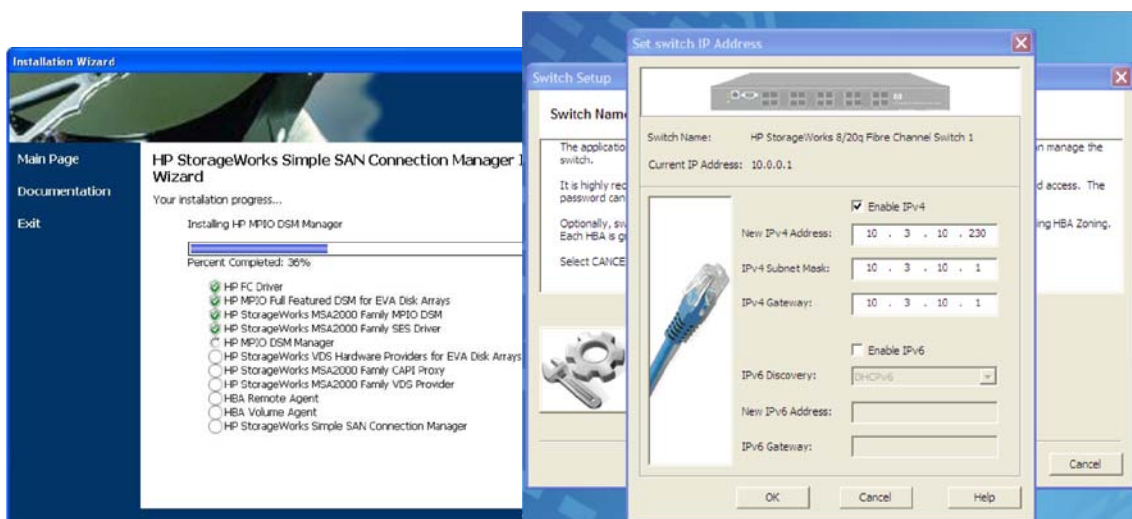 Installation Wizard
Main Page
Documentation
Exit
HP StorageWorks Simple SAN Connection Manager
Wizard
Your installation progress...
Installing HP MPIO DSM Manager
Percent Completed: 36%
HP FC Driver
HP MPIO Full Featured DSM for EVA Disk Arrays
HP StorageWorks MSA2000 Family MPIO DSM
HP StorageWorks MSA2000 Family SES Driver
HP MPIO DSM Manager
HP StorageWorks VDS Hardware Providers for EVA Disk Arrays
HP StorageWorks MSA2000 Family CAPI Proxy
HP StorageWorks MSA2000 Family VDS Provider
HBA Remote Agent
HBA Volume Agent
HP StorageWorks Simple SAN Connection Manager
Switch Setup
Switch Nam
The applicatio
switch.
It is highly rec
password can
Optionally, sw
Each HBA is g
Select CANCE
n manage the
d access. The
ing HBA Zoning.
Cancel
Set switch IP Address
Switch Name: HP StorageWorks 8/20q Fibre Channel Switch 1
Current IP Address: 10.0.0.1
Enable IPv4
New IPv4 Address: 10 . 3 . 10 . 230
IPv4 Subnet Mask: 10 . 3 . 10 . 1
IPv4 Gateway: 10 . 3 . 10 . 1
Enable IPv6
IPv6 Discovery: DHCPv6
New IPv6 Address:
IPv6 Gateway:
OK Cancel Help